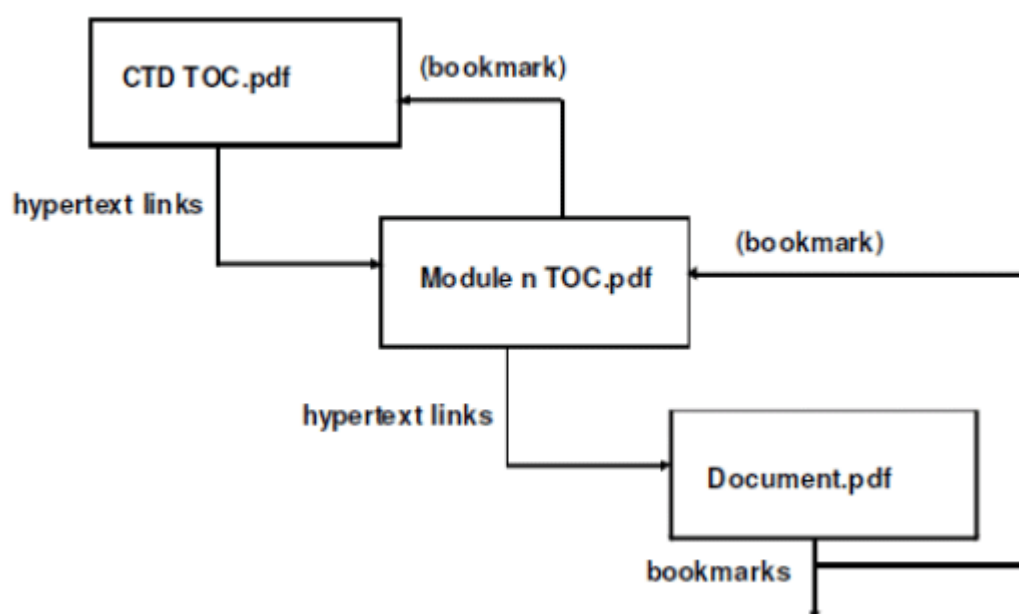 CTD TOC.pdf
(bookmark)
hypertext links
(bookmark)
Module n TOC.pdf
hypertext links
Document.pdf
bookmarks